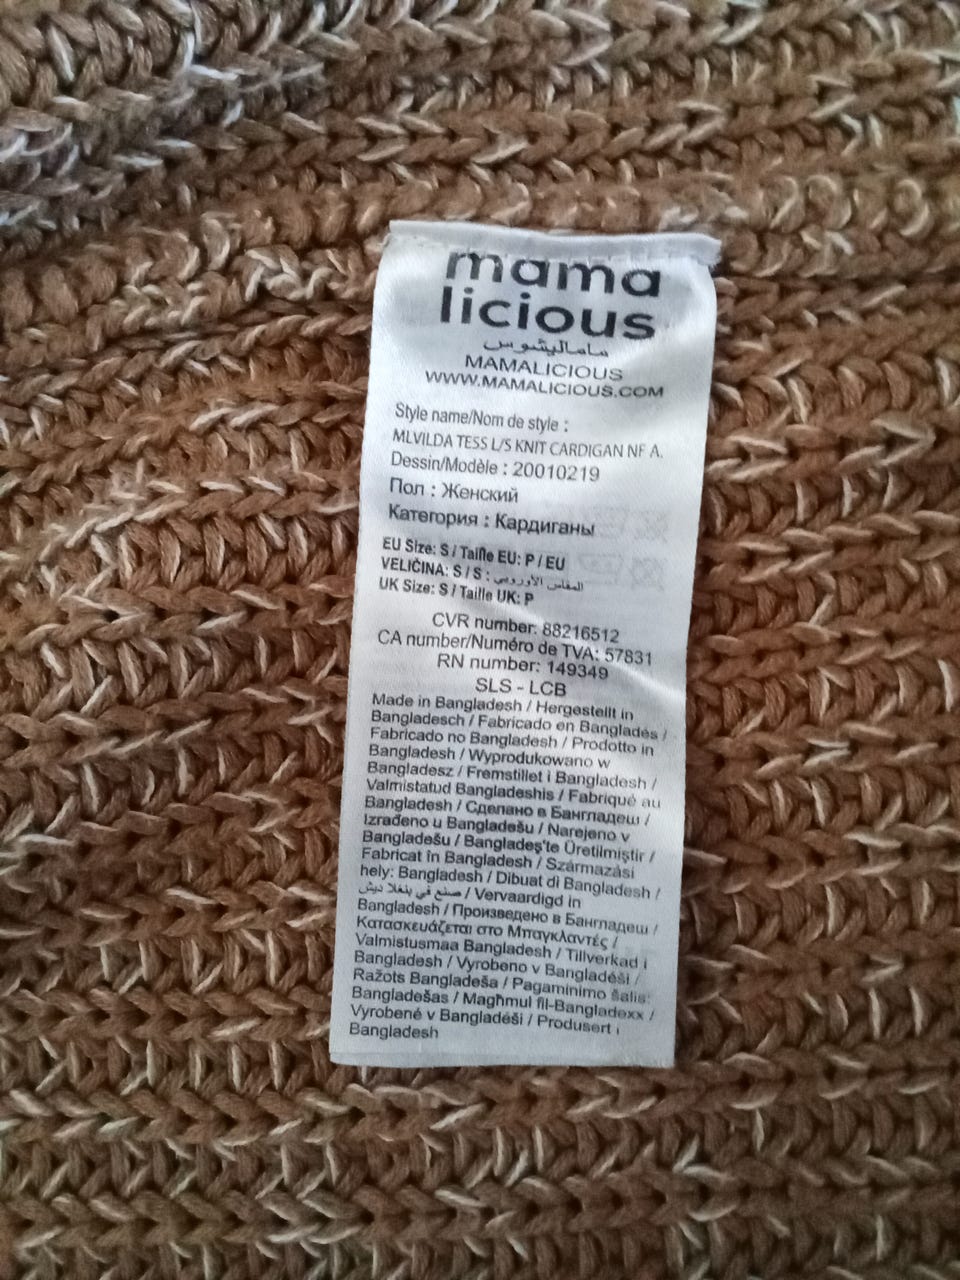 mama
licious
ماماليشوس
MAMALICIOUS
WWW.MAMALICIOUS.COM
Style name/Nom de style :
MLVILDA TESS L/S KNIT CARDIGAN NF A.
Dessin/Modèle : 20010219
Пол : Женский
Категория : Кардиганы
EU Size: S / Taille EU: P / EU
VELIČINA: S / S : المقاس الأوروبي
UK Size: S / Taille UK: P
CVR number: 88216512
CA number/Numéro de TVA: 57831
RN number: 149349
SLS - LCB
Made in Bangladesh / Hergestellt in
Bangladesch / Fabricado en Bangladés /
Fabricado no Bangladesh / Prodotto in
Bangladesh / Wyprodukowano w
Bangladesz / Fremstillet i Bangladesh /
Valmistatud Bangladeshis / Fabriqué au
Bangladesh / Сделано в Бангладеш /
Izrađeno u Bangladešu / Narejeno v
Bangladešu / Bangladeş'te Üretilmiştir /
Fabricat în Bangladesh / Származási
hely: Bangladesh / Dibuat di Bangladesh /
صنع في بنغلا ديش / Vervaardigd in
Bangladesh / Произведено в Бангладеш /
Κατασκευάζεται στο Μπαγκλαντές /
Valmistusmaa Bangladesh / Tillverkad i
Bangladesh / Vyrobeno v Bangladéši /
Ražots Bangladeša / Pagaminimo šalis:
Bangladešas / Magħmul fil-Bangladexx /
Vyrobené v Bangladéši / Produsert i
Bangladesh